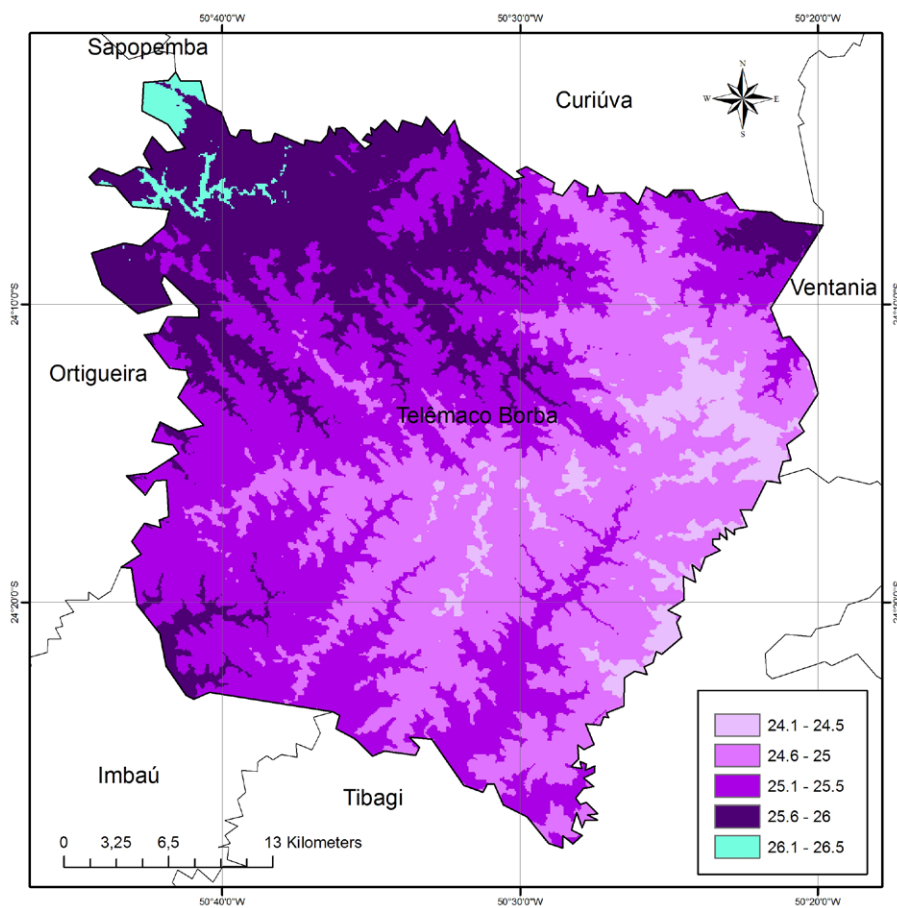 50°40'0"W
50°30'0"W
50°20'0"W
Sapopemba
Curiúva
N
W
E
S
Ventania
24°10'0"S
24°10'0"S
Ortigueira
Telêmaco Borba
24°20'0"S
24°20'0"S
Imbaú
Tibagi
24.1 - 24.5
24.6 - 25
25.1 - 25.5
25.6 - 26
26.1 - 26.5
0 3,25 6,5 13 Kilometers
50°40'0"W
50°30'0"W
50°20'0"W